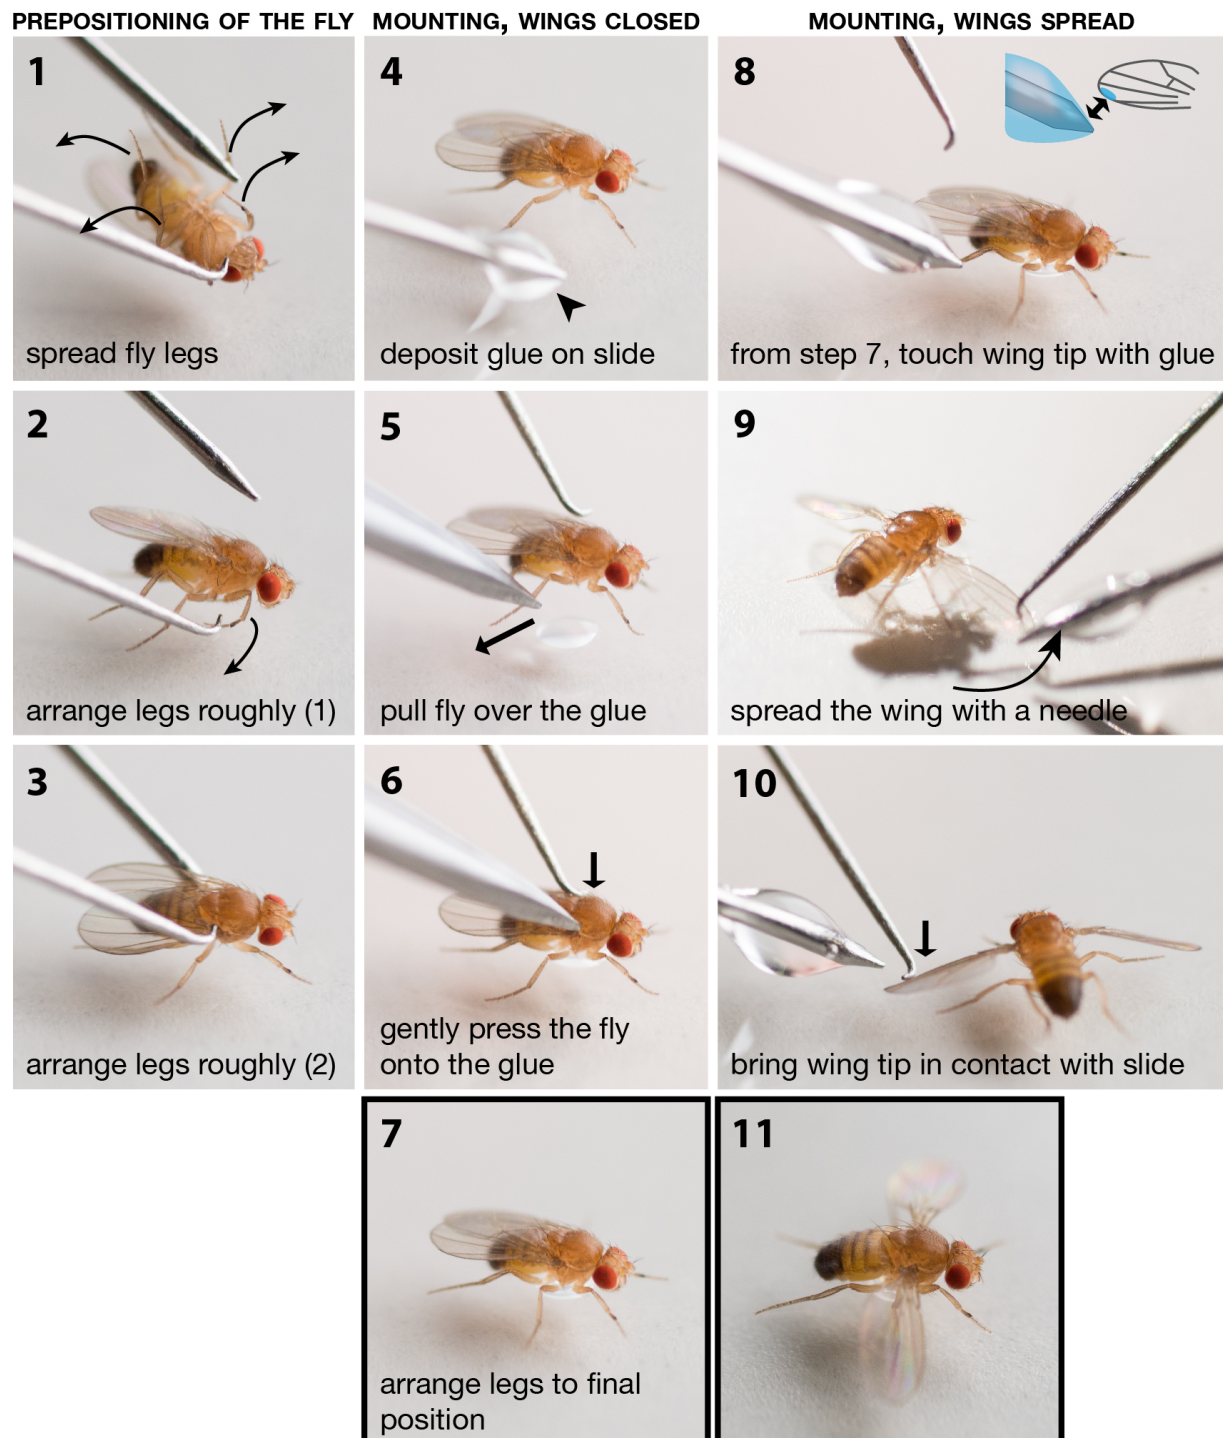 PREPOSITIONING OF THE FLY
MOUNTING, WINGS CLOSED
MOUNTING, WINGS SPREAD
1
spread fly legs
2
arrange legs roughly (1)
3
arrange legs roughly (2)
4
deposit glue on slide
5
pull fly over the glue
6
gently press the fly
onto the glue
7
arrange legs to final
position
8
from step 7, touch wing tip with glue
9
spread the wing with a needle
10
bring wing tip in contact with slide
11